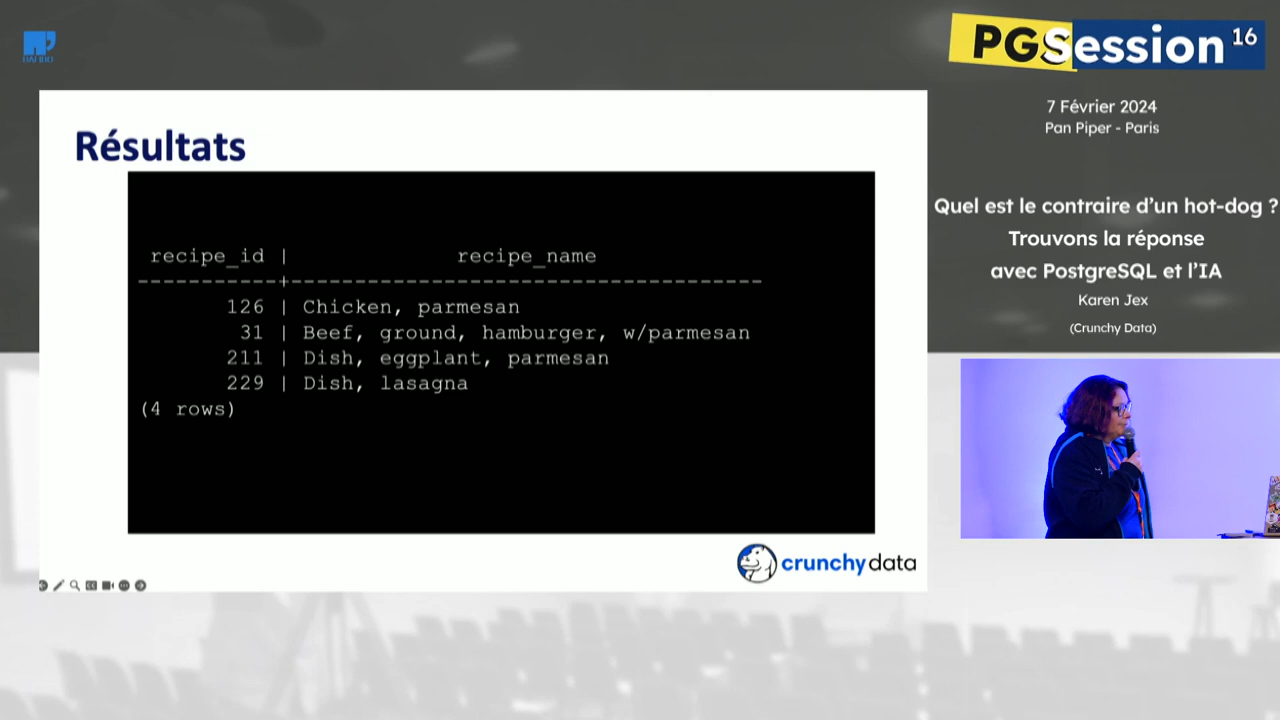 PGSession 16
7 Février 2024
Pan Piper - Paris
Quel est le contraire d'un hot-dog ?
Trouvons la réponse
avec PostgreSQL et l'IA
Karen Jex
(Crunchy Data)
Résultats
recipe_id | recipe_name
-----------+-------------------------------------
126 | Chicken, parmesan
31 | Beef, ground, hamburger, w/parmesan
211 | Dish, eggplant, parmesan
229 | Dish, lasagna
(4 rows)
crunchydata